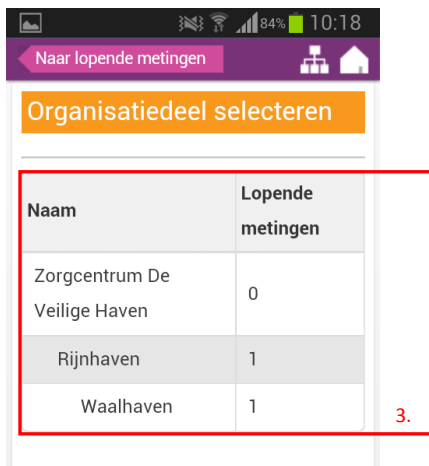 84% 10:18
Naar lopende metingen
Organisatiedeel selecteren
Naam
Lopende
metingen
Zorgcentrum De
Veilige Haven
0
Rijnhaven 1
Waalhaven 1
3.